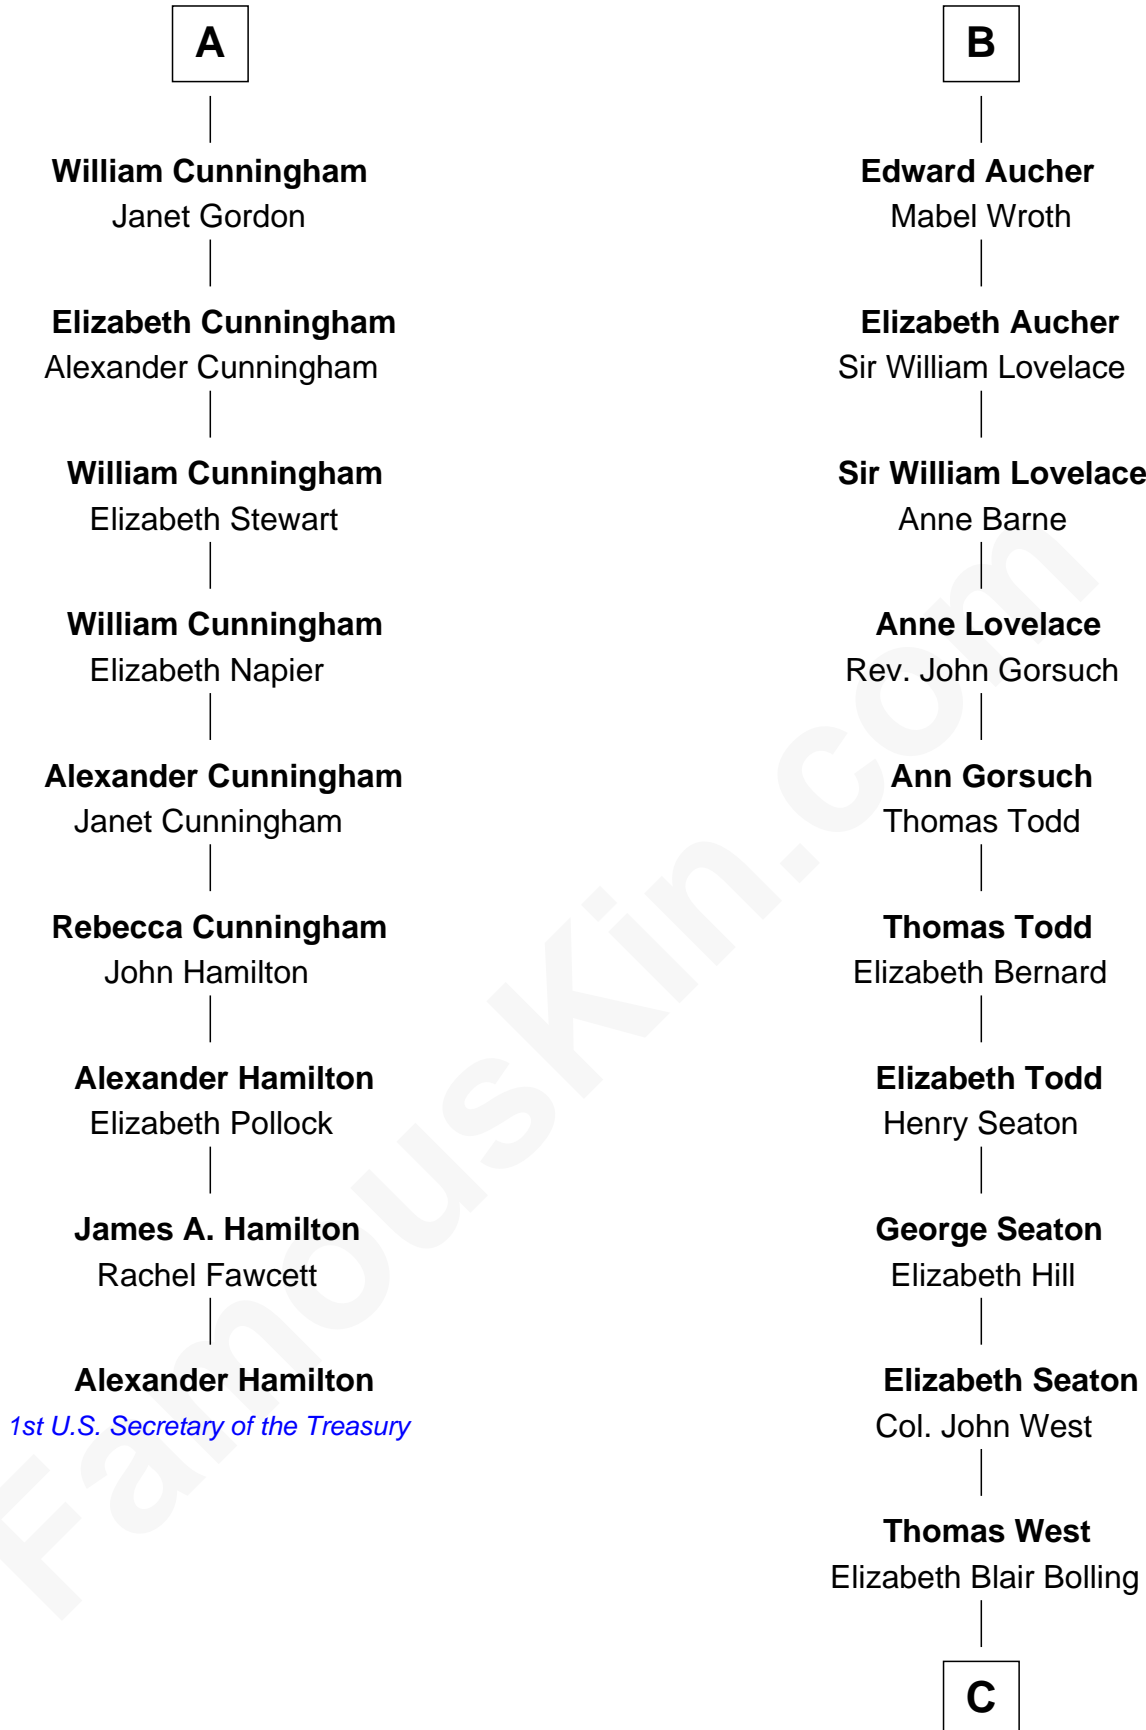 A
William Cunningham
Janet Gordon
Elizabeth Cunningham
Alexander Cunningham
William Cunningham
Elizabeth Stewart
William Cunningham
Elizabeth Napier
Alexander Cunningham
Janet Cunningham
Rebecca Cunningham
John Hamilton
Alexander Hamilton
Elizabeth Pollock
James A. Hamilton
Rachel Fawcett
Alexander Hamilton
1st U.S. Secretary of the Treasury
B
Edward Aucher
Mabel Wroth
Elizabeth Aucher
Sir William Lovelace
Sir William Lovelace
Anne Barne
Anne Lovelace
Rev. John Gorsuch
Ann Gorsuch
Thomas Todd
Thomas Todd
Elizabeth Bernard
Elizabeth Todd
Henry Seaton
George Seaton
Elizabeth Hill
Elizabeth Seaton
Col. John West
Thomas West
Elizabeth Blair Bolling
C
FamousKin.com